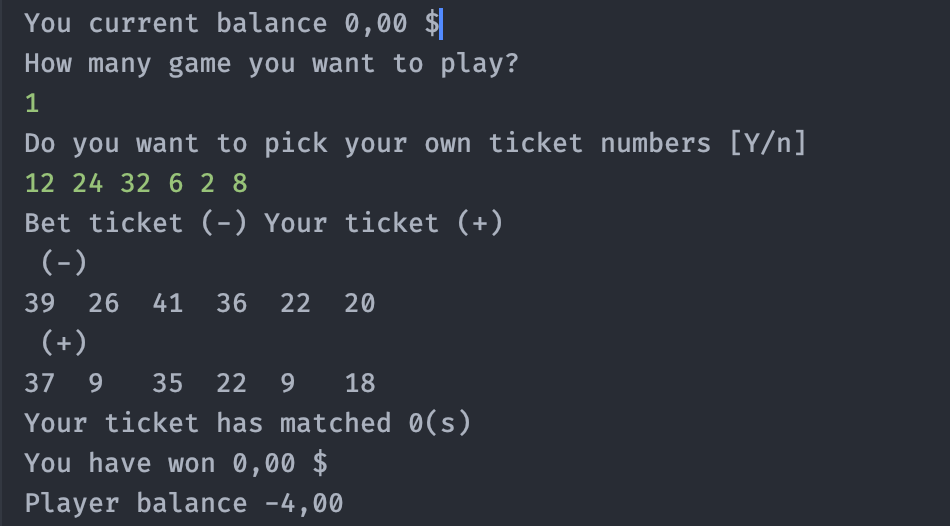 You current balance 0,00 $
How many game you want to play?
1
Do you want to pick your own ticket numbers [Y/n]
12 24 32 6 2 8
Bet ticket (-) Your ticket (+)
(-)
39 26 41 36 22 20
(+)
37 9 35 22 9 18
Your ticket has matched 0(s)
You have won 0,00 $
Player balance -4,00